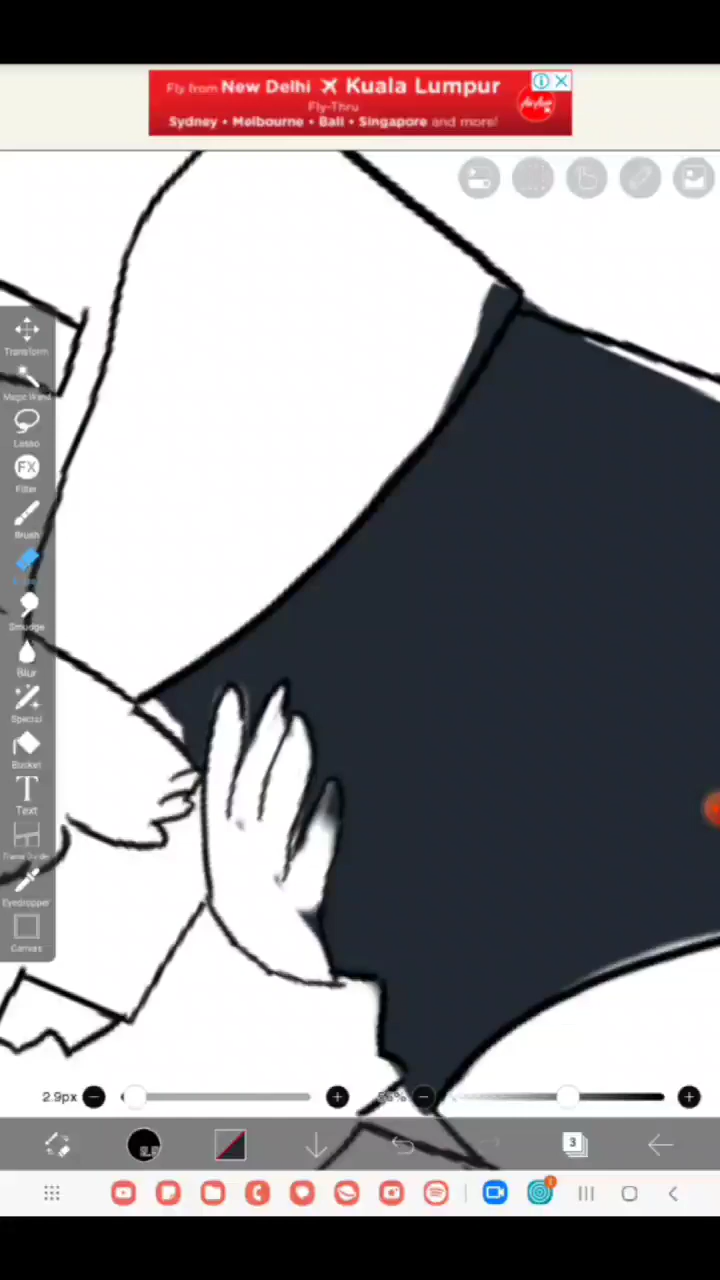 Fly from New Delhi ✈ Kuala Lumpur
Fly-Thru
Sydney • Melbourne • Bali • Singapore and more!
Transform
Magic Wand
Lasso
FX
Filter
Brush
Smudge
Blur
Special
Bucket
T
Text
Frame Divider
Eyedropper
Canvas
2.9px
3